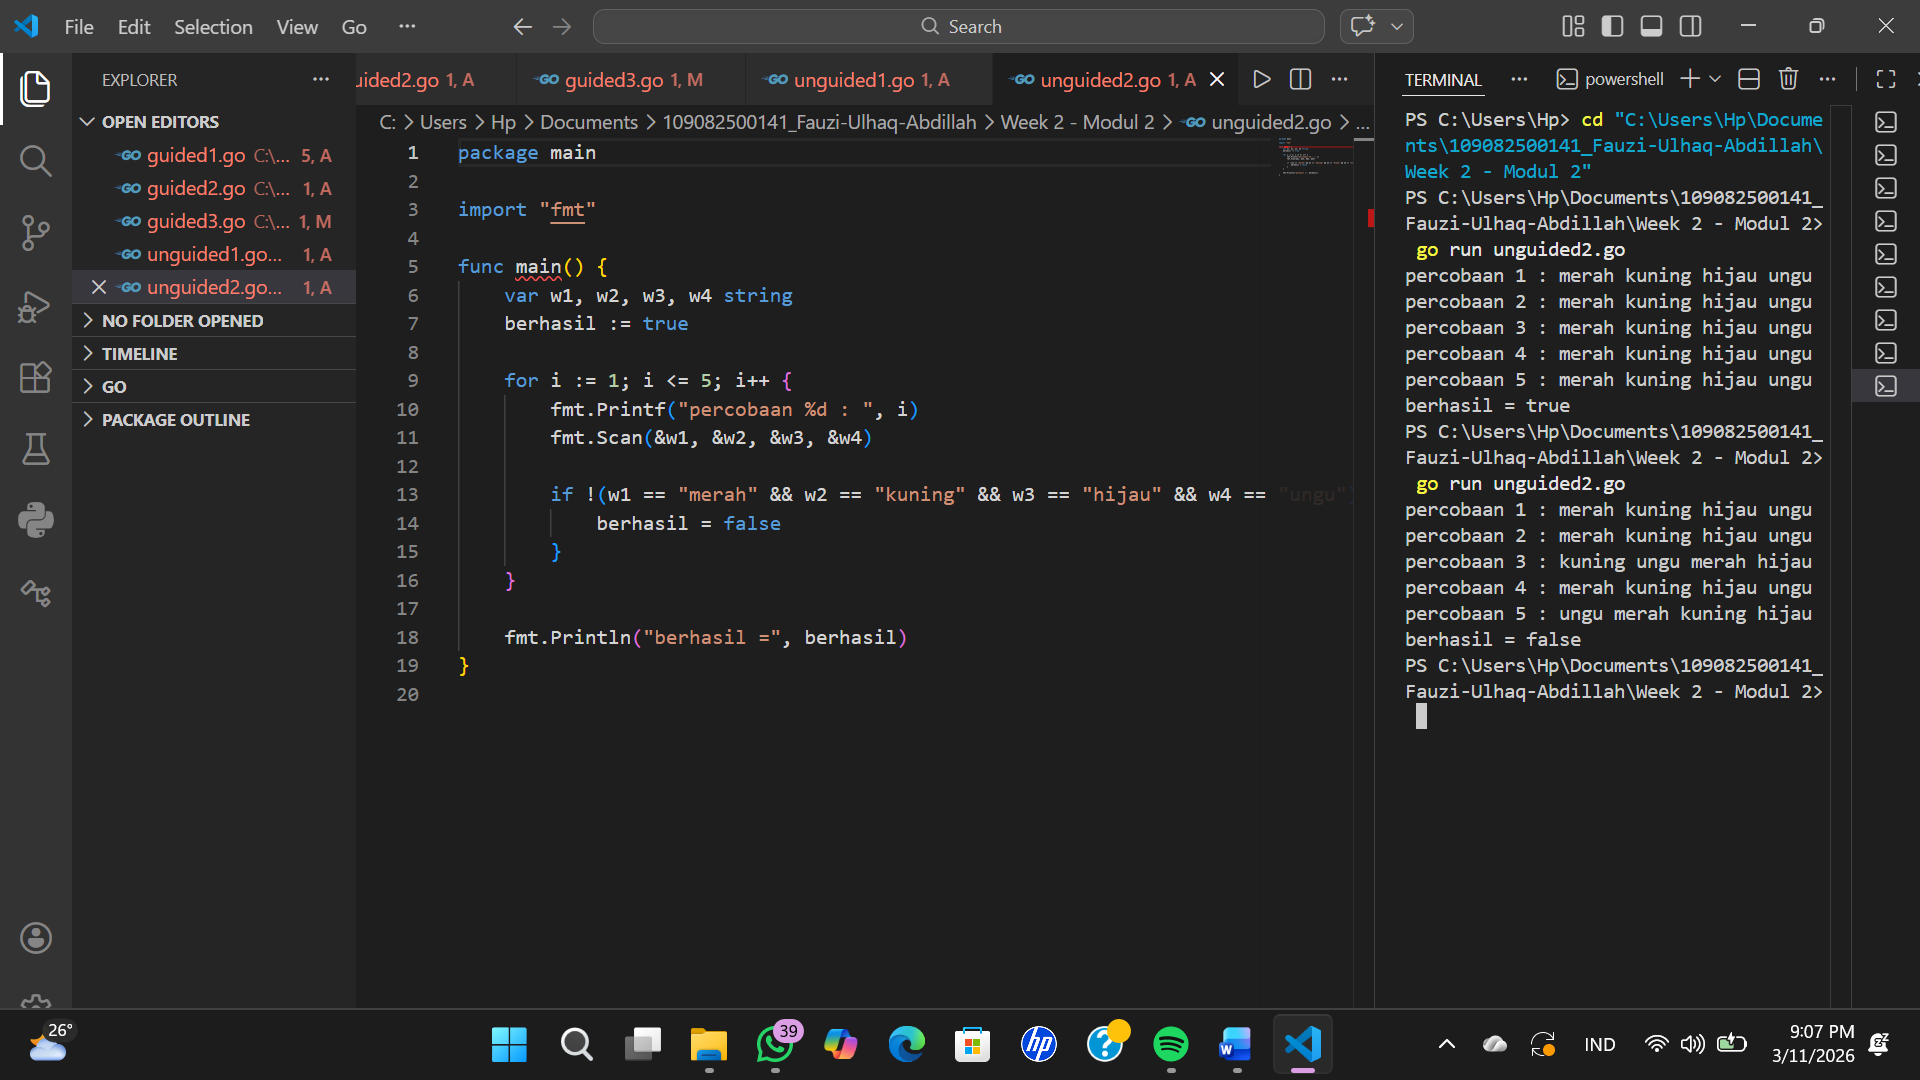 File Edit Selection View Go ···
Search
EXPLORER ···
OPEN EDITORS
guided1.go C:\... 5, A
guided2.go C:\... 1, A
guided3.go C:\... 1, M
unguided1.go... 1, A
unguided2.go... 1, A
NO FOLDER OPENED
TIMELINE
GO
PACKAGE OUTLINE
uided2.go 1, A
guided3.go 1, M
unguided1.go 1, A
unguided2.go 1, A
C: > Users > Hp > Documents > 109082500141_Fauzi-Ulhaq-Abdillah > Week 2 - Modul 2 > unguided2.go > ...
1 package main
2
3 import "fmt"
4
5 func main() {
6 var w1, w2, w3, w4 string
7 berhasil := true
8
9 for i := 1; i <= 5; i++ {
10 fmt.Printf("percobaan %d : ", i)
11 fmt.Scan(&w1, &w2, &w3, &w4)
12
13 if !(w1 == "merah" && w2 == "kuning" && w3 == "hijau" && w4 == "ungu")
14 berhasil = false
15 }
16 }
17
18 fmt.Println("berhasil =", berhasil)
19 }
20
TERMINAL ··· powershell
PS C:\Users\Hp> cd "C:\Users\Hp\Docume
nts\109082500141_Fauzi-Ulhaq-Abdillah\
Week 2 - Modul 2"
PS C:\Users\Hp\Documents\109082500141_
Fauzi-Ulhaq-Abdillah\Week 2 - Modul 2>
go run unguided2.go
percobaan 1 : merah kuning hijau ungu
percobaan 2 : merah kuning hijau ungu
percobaan 3 : merah kuning hijau ungu
percobaan 4 : merah kuning hijau ungu
percobaan 5 : merah kuning hijau ungu
berhasil = true
PS C:\Users\Hp\Documents\109082500141_
Fauzi-Ulhaq-Abdillah\Week 2 - Modul 2>
go run unguided2.go
percobaan 1 : merah kuning hijau ungu
percobaan 2 : merah kuning hijau ungu
percobaan 3 : kuning ungu merah hijau
percobaan 4 : merah kuning hijau ungu
percobaan 5 : ungu merah kuning hijau
berhasil = false
PS C:\Users\Hp\Documents\109082500141_
Fauzi-Ulhaq-Abdillah\Week 2 - Modul 2>
26°
39
hp
IND
9:07 PM
3/11/2026